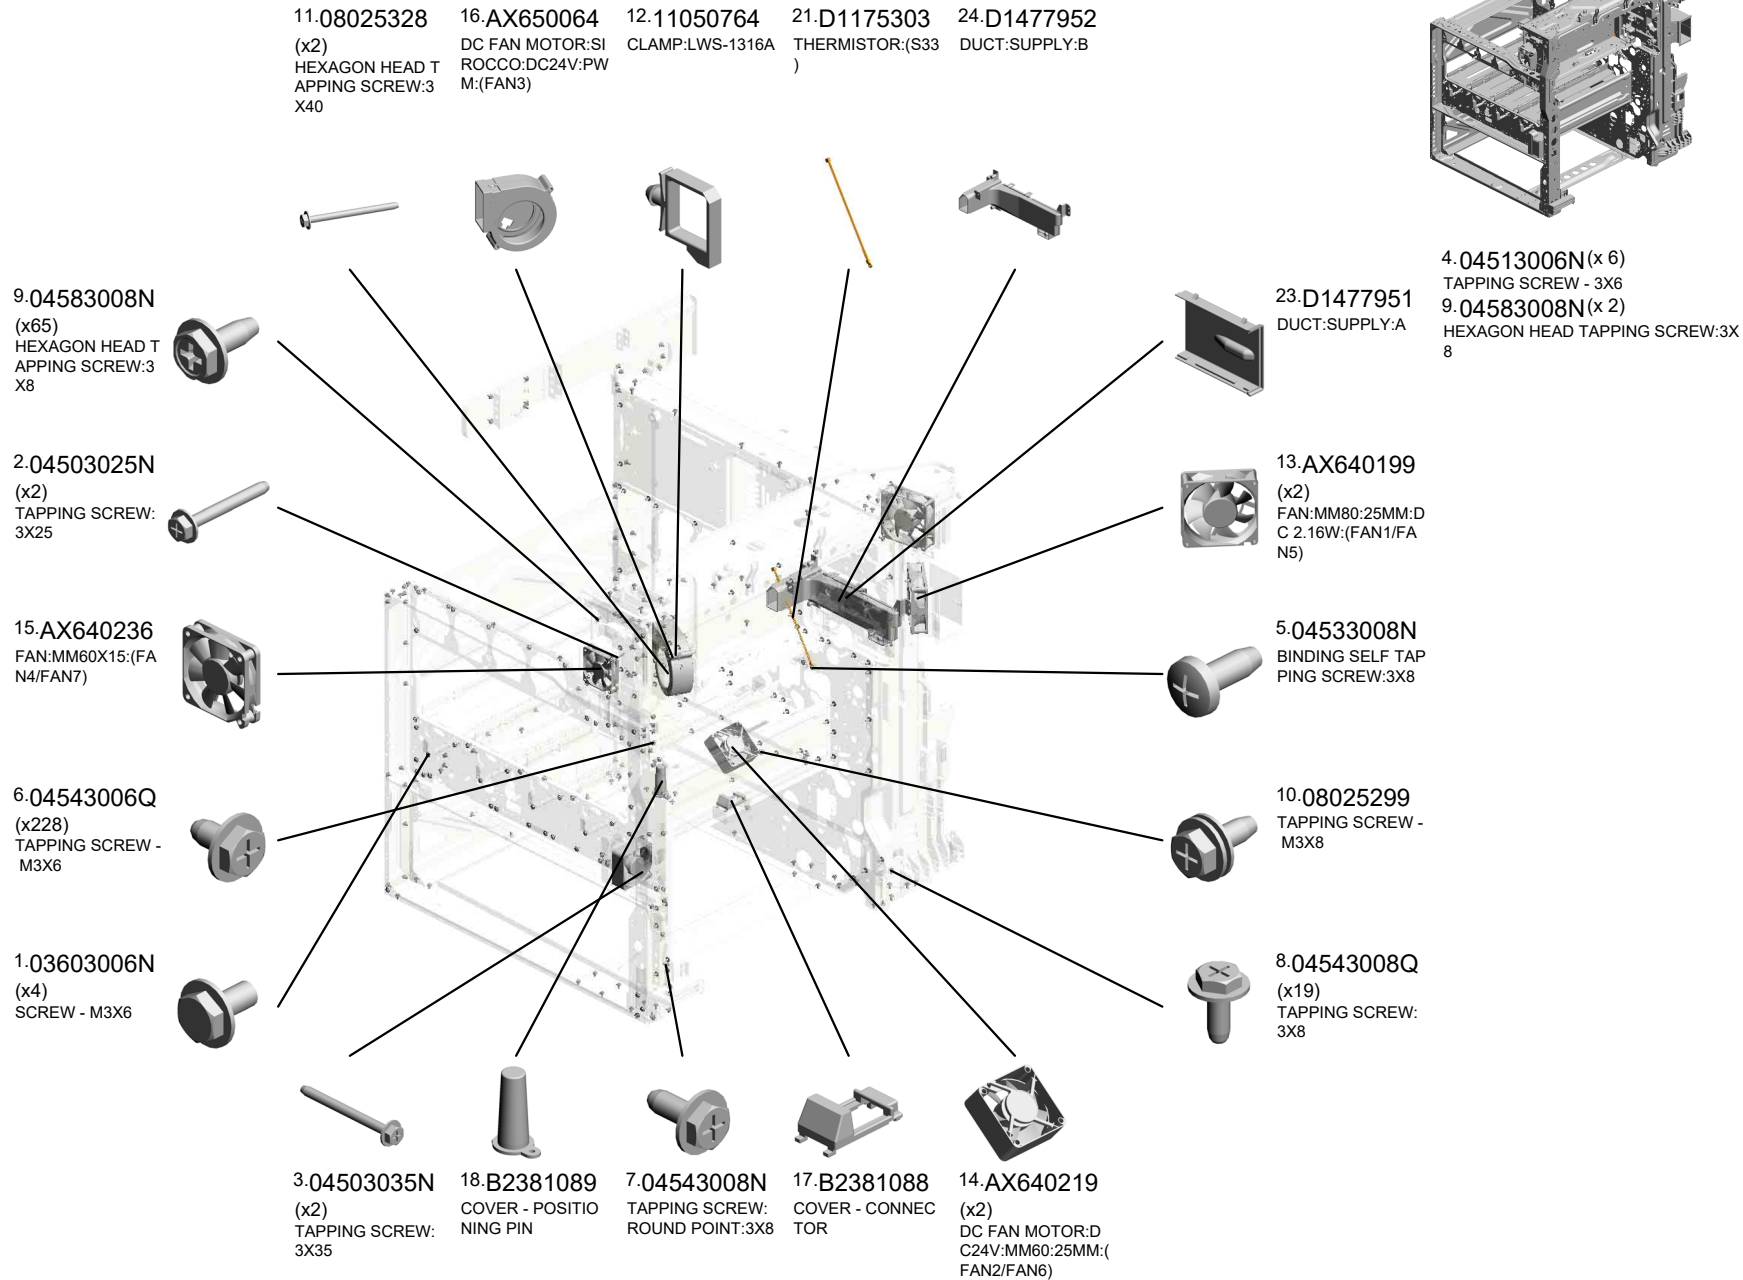 11.08025328
(x2)
HEXAGON HEAD T
APPING SCREW:3
X40
16.AX650064
DC FAN MOTOR:SI
ROCCO:DC24V:PW
M:(FAN3)
12.11050764
CLAMP:LWS-1316A
21.D1175303
THERMISTOR:(S33
)
24.D1477952
DUCT:SUPPLY:B
4.04513006N(x 6)
TAPPING SCREW - 3X6
9.04583008N(x 2)
HEXAGON HEAD TAPPING SCREW:3X
8
9.04583008N
(x65)
HEXAGON HEAD T
APPING SCREW:3
X8
23.D1477951
DUCT:SUPPLY:A
2.04503025N
(x2)
TAPPING SCREW:
3X25
13.AX640199
(x2)
FAN:MM80:25MM:D
C 2.16W:(FAN1/FA
N5)
15.AX640236
FAN:MM60X15:(FA
N4/FAN7)
5.04533008N
BINDING SELF TAP
PING SCREW:3X8
6.04543006Q
(x228)
TAPPING SCREW -
M3X6
10.08025299
TAPPING SCREW -
M3X8
1.03603006N
(x4)
SCREW - M3X6
8.04543008Q
(x19)
TAPPING SCREW:
3X8
3.04503035N
(x2)
TAPPING SCREW:
3X35
18.B2381089
COVER - POSITIO
NING PIN
7.04543008N
TAPPING SCREW:
ROUND POINT:3X8
17.B2381088
COVER - CONNEC
TOR
14.AX640219
(x2)
DC FAN MOTOR:D
C24V:MM60:25MM:(
FAN2/FAN6)